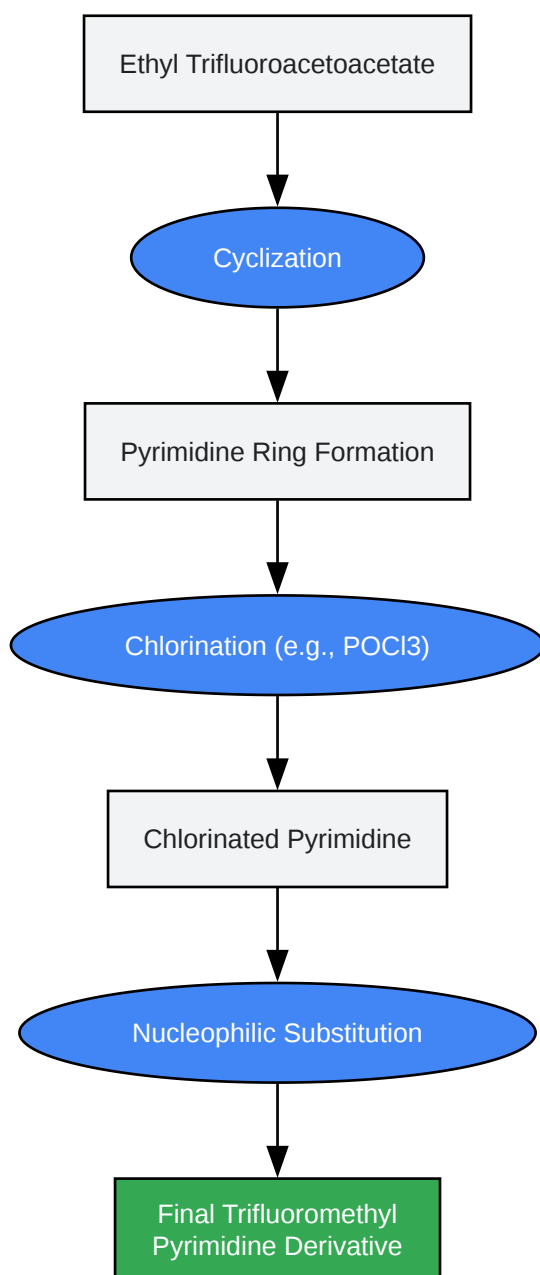 Ethyl Trifluoroacetoacetate
Cyclization
Pyrimidine Ring Formation
Chlorination (e.g., POCl3)
Chlorinated Pyrimidine
Nucleophilic Substitution
Final Trifluoromethyl
Pyrimidine Derivative